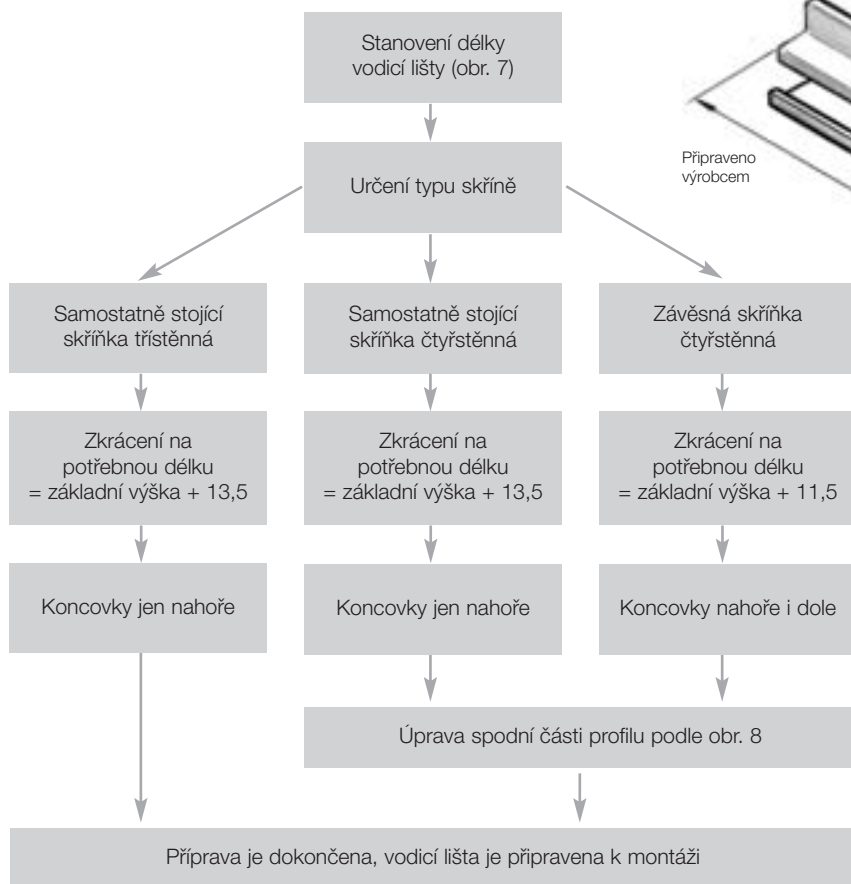 Stanovení délky
vodicí lišty (obr. 7)
Připraveno
výrobcem
Určení typu skříně
Samostatně stojící
skříňka třístěnná
Samostatně stojící
skříňka čtyřstěnná
Závěsná skříňka
čtyřstěnná
Zkrácení na
potřebnou délku
= základní výška + 13,5
Zkrácení na
potřebnou délku
= základní výška + 13,5
Zkrácení na
potřebnou délku
= základní výška + 11,5
Koncovky jen nahoře
Koncovky jen nahoře
Koncovky nahoře i dole
Úprava spodní části profilu podle obr. 8
Příprava je dokončena, vodicí lišta je připravena k montáži